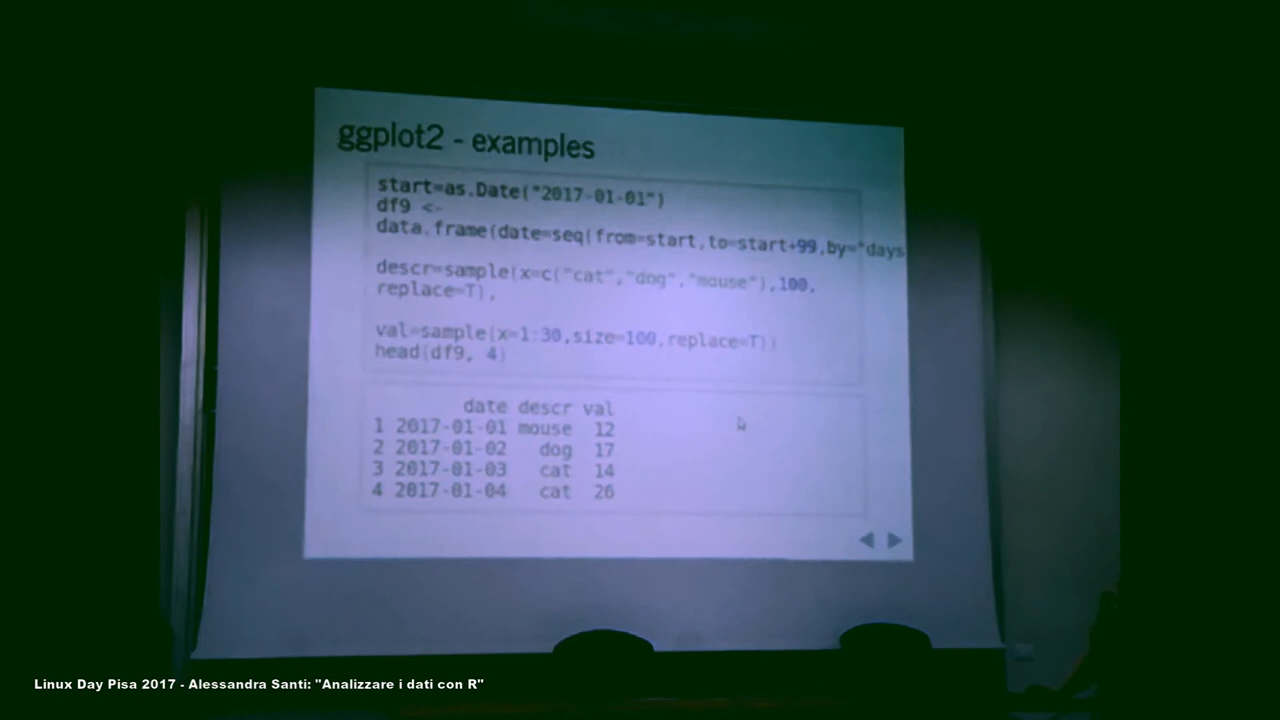 ggplot2 - examples
start=as.Date("2017-01-01")
df9 <-
data.frame(date=seq(from=start,to=start+99,by="days
descr=sample(x=c("cat","dog","mouse"),100,
replace=T),
val=sample(x=1:30,size=100,replace=T))
head(df9, 4)
date descr val
1 2017-01-01 mouse 12
2 2017-01-02 dog 17
3 2017-01-03 cat 14
4 2017-01-04 cat 26
Linux Day Pisa 2017 - Alessandra Santi: "Analizzare i dati con R"